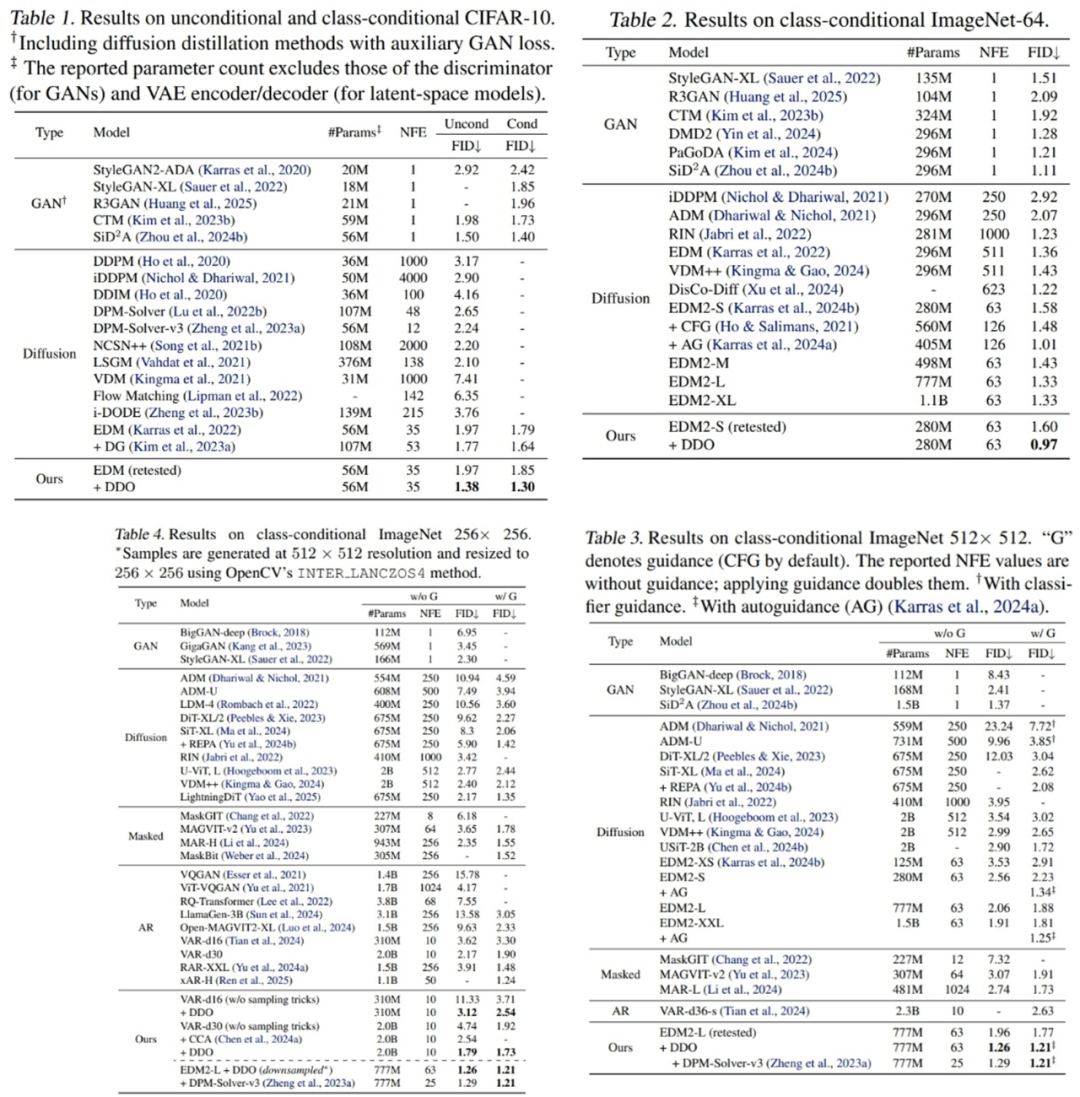 Table 1. Results on unconditional and class-conditional CIFAR-10.
†Including diffusion distillation methods with auxiliary GAN loss.
‡ The reported parameter count excludes those of the discriminator
(for GANs) and VAE encoder/decoder (for latent-space models).
Type Model #Params‡ NFE Uncond Cond
FID↓ FID↓
GAN†
StyleGAN2-ADA (Karras et al., 2020) 20M 1 2.92 2.42
StyleGAN-XL (Sauer et al., 2022) 18M 1 - 1.85
R3GAN (Huang et al., 2025) 21M 1 - 1.96
CTM (Kim et al., 2023b) 59M 1 1.98 1.73
SiD²A (Zhou et al., 2024b) 56M 1 1.50 1.40
Diffusion
DDPM (Ho et al., 2020) 36M 1000 3.17 -
iDDPM (Nichol & Dhariwal, 2021) 50M 4000 2.90 -
DDIM (Ho et al., 2020) 36M 100 4.16 -
DPM-Solver (Lu et al., 2022b) 107M 48 2.65 -
DPM-Solver-v3 (Zheng et al., 2023a) 56M 12 2.24 -
NCSN++ (Song et al., 2021b) 108M 2000 2.20 -
LSGM (Vahdat et al., 2021) 376M 138 2.10 -
VDM (Kingma et al., 2021) 31M 1000 7.41 -
Flow Matching (Lipman et al., 2022) - 142 6.35 -
i-DODE (Zheng et al., 2023b) 139M 215 3.76 -
EDM (Karras et al., 2022) 56M 35 1.97 1.79
+ DG (Kim et al., 2023a) 107M 53 1.77 1.64
Ours
EDM (retested) 56M 35 1.97 1.85
+ DDO 56M 35 1.38 1.30
Table 2. Results on class-conditional ImageNet-64.
Type Model #Params NFE FID↓
GAN
StyleGAN-XL (Sauer et al., 2022) 135M 1 1.51
R3GAN (Huang et al., 2025) 104M 1 2.09
CTM (Kim et al., 2023b) 324M 1 1.92
DMD2 (Yin et al., 2024) 296M 1 1.28
PaGoDA (Kim et al., 2024) 296M 1 1.21
SiD²A (Zhou et al., 2024b) 296M 1 1.11
Diffusion
iDDPM (Nichol & Dhariwal, 2021) 270M 250 2.92
ADM (Dhariwal & Nichol, 2021) 296M 250 2.07
RIN (Jabri et al., 2022) 281M 1000 1.23
EDM (Karras et al., 2022) 296M 511 1.36
VDM++ (Kingma & Gao, 2024) 296M 511 1.43
DisCo-Diff (Xu et al., 2024) - 623 1.22
EDM2-S (Karras et al., 2024b) 280M 63 1.58
+ CFG (Ho & Salimans, 2021) 560M 126 1.48
+ AG (Karras et al., 2024a) 405M 126 1.01
EDM2-M 498M 63 1.43
EDM2-L 777M 63 1.33
EDM2-XL 1.1B 63 1.33
Ours
EDM2-S (retested) 280M 63 1.60
+ DDO 280M 63 0.97
Table 4. Results on class-conditional ImageNet 256× 256.
*Samples are generated at 512 × 512 resolution and resized to
256 × 256 using OpenCV's INTER_LANCZOS4 method.
Type Model w/o G w/ G
#Params NFE FID↓ FID↓
GAN
BigGAN-deep (Brock, 2018) 112M 1 6.95 -
GigaGAN (Kang et al., 2023) 569M 1 3.45 -
StyleGAN-XL (Sauer et al., 2022) 166M 1 2.30 -
Diffusion
ADM (Dhariwal & Nichol, 2021) 554M 250 10.94 4.59
ADM-U 608M 500 7.49 3.94
LDM-4 (Rombach et al., 2022) 400M 250 10.56 3.60
DiT-XL/2 (Peebles & Xie, 2023) 675M 250 9.62 2.27
SiT-XL (Ma et al., 2024) 675M 250 8.3 2.06
+ REPA (Yu et al., 2024b) 675M 250 5.90 1.42
RIN (Jabri et al., 2022) 410M 1000 3.42 -
U-ViT, L (Hoogeboom et al., 2023) 2B 512 2.77 2.44
VDM++ (Kingma & Gao, 2024) 2B 512 2.40 2.12
LightningDiT (Yao et al., 2025) 675M 250 2.17 1.35
Masked
MaskGIT (Chang et al., 2022) 227M 8 6.18 -
MAGVIT-v2 (Yu et al., 2023) 307M 64 3.65 1.78
MAR-H (Li et al., 2024) 943M 256 2.35 1.55
MaskBit (Weber et al., 2024) 305M 256 - 1.52
AR
VQGAN (Esser et al., 2021) 1.4B 256 15.78 -
ViT-VQGAN (Yu et al., 2021) 1.7B 1024 4.17 -
RQ-Transformer (Lee et al., 2022) 3.8B 68 7.55 -
LlamaGen-3B (Sun et al., 2024) 3.1B 256 13.58 3.05
Open-MAGVIT2-XL (Luo et al., 2024) 1.5B 256 9.63 2.33
VAR-d16 (Tian et al., 2024) 310M 10 3.62 3.30
VAR-d30 2.0B 10 2.17 1.90
RAR-XXL (Yu et al., 2024a) 1.5B 256 3.91 1.48
xAR-H (Ren et al., 2025) 1.1B 50 - 1.24
Ours
VAR-d16 (w/o sampling tricks) 310M 10 11.33 3.71
+ DDO 310M 10 3.12 2.54
VAR-d30 (w/o sampling tricks) 2.0B 10 4.74 1.92
+ CCA (Chen et al., 2024a) 2.0B 10 2.54 -
+ DDO 2.0B 10 1.79 1.73
EDM2-L + DDO (downsampled*) 777M 63 1.26 1.21
+ DPM-Solver-v3 (Zheng et al., 2023a) 777M 25 1.29 1.21
Table 3. Results on class-conditional ImageNet 512× 512. "G"
denotes guidance (CFG by default). The reported NFE values are
without guidance; applying guidance doubles them. †With classi-
fier guidance. ‡With autoguidance (AG) (Karras et al., 2024a).
Type Model w/o G w/ G
#Params NFE FID↓ FID↓
GAN
BigGAN-deep (Brock, 2018) 112M 1 8.43 -
StyleGAN-XL (Sauer et al., 2022) 168M 1 2.41 -
SiD²A (Zhou et al., 2024b) 1.5B 1 1.37 -
Diffusion
ADM (Dhariwal & Nichol, 2021) 559M 250 23.24 7.72†
ADM-U 731M 500 9.96 3.85†
DiT-XL/2 (Peebles & Xie, 2023) 675M 250 12.03 3.04
SiT-XL (Ma et al., 2024) 675M 250 - 2.62
+ REPA (Yu et al., 2024b) 675M 250 - 2.08
RIN (Jabri et al., 2022) 410M 1000 3.95 -
U-ViT, L (Hoogeboom et al., 2023) 2B 512 3.54 3.02
VDM++ (Kingma & Gao, 2024) 2B 512 2.99 2.65
USiT-2B (Chen et al., 2024b) 2B - 2.90 1.72
EDM2-XS (Karras et al., 2024b) 125M 63 3.53 2.91
EDM2-S 280M 63 2.56 2.23
+ AG 1.34‡
EDM2-L 777M 63 2.06 1.88
EDM2-XXL 1.5B 63 1.91 1.81
+ AG 1.25‡
Masked
MaskGIT (Chang et al., 2022) 227M 12 7.32 -
MAGVIT-v2 (Yu et al., 2023) 307M 64 3.07 1.91
MAR-L (Li et al., 2024) 481M 1024 2.74 1.73
AR VAR-d36-s (Tian et al., 2024) 2.3B 10 - 2.63
Ours
EDM2-L (retested) 777M 63 1.96 1.77
+ DDO 777M 63 1.26 1.21‡
+ DPM-Solver-v3 (Zheng et al., 2023a) 777M 25 1.29 1.21‡